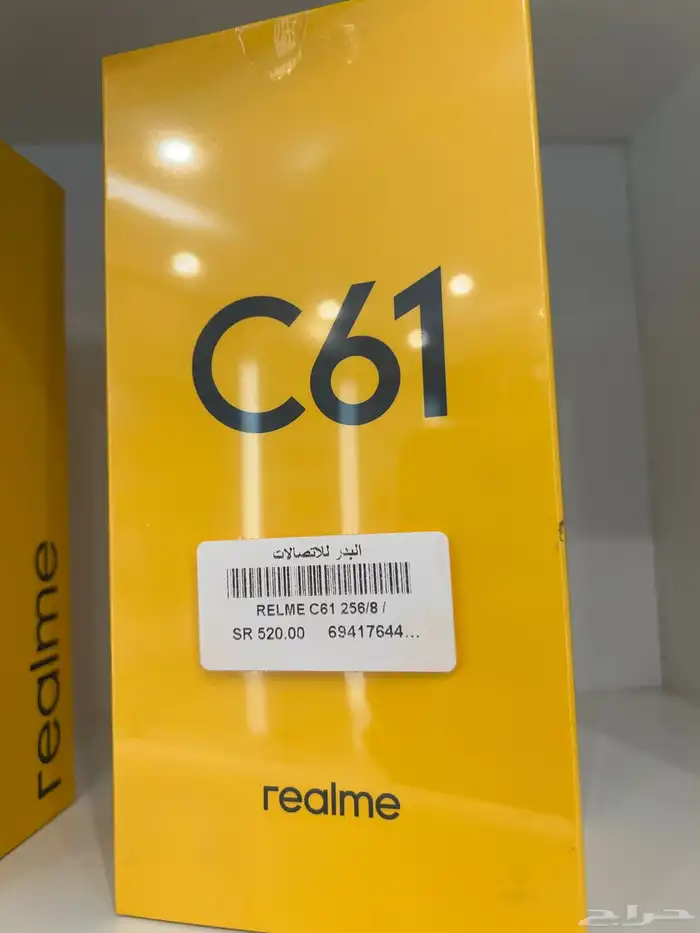 C61
البدر للاتصالات
RELME C61 256/8 /
SR 520.00 69417644...
realme
realme
حراج